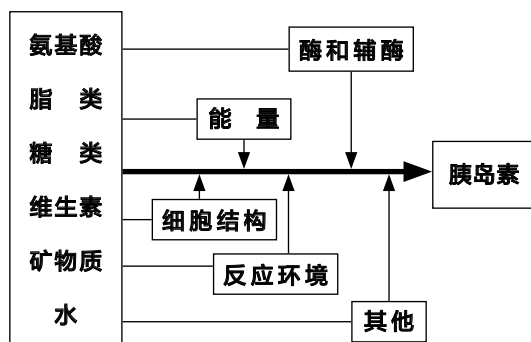 氨基酸
脂 类
糖 类
维生素
矿物质
水
酶和辅酶
能 量
细胞结构
反应环境
其他
胰岛素